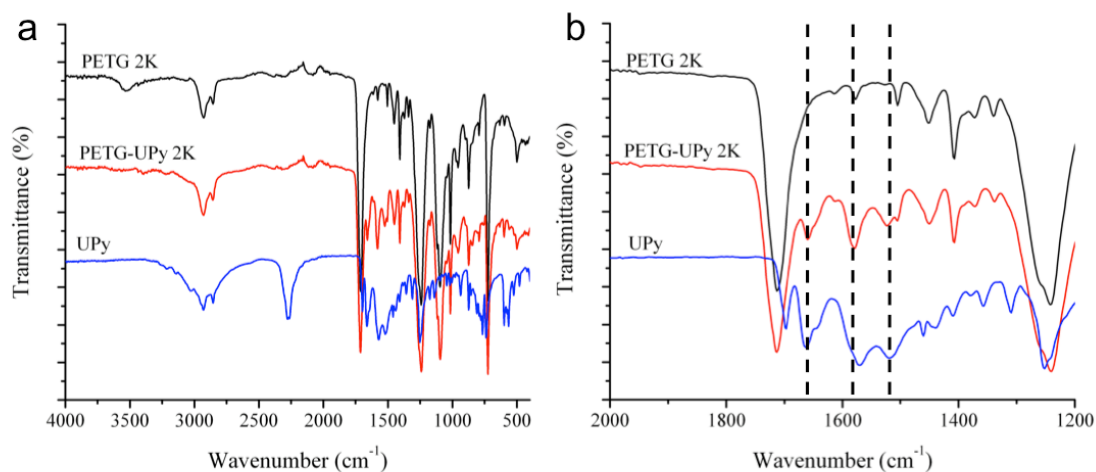 a
PETG 2K
PETG-UPy 2K
UPy
Transmittance (%)
4000 3500 3000 2500 2000 1500 1000 500
Wavenumber (cm⁻¹)
b
PETG 2K
PETG-UPy 2K
UPy
Transmittance (%)
2000 1800 1600 1400 1200
Wavenumber (cm⁻¹)